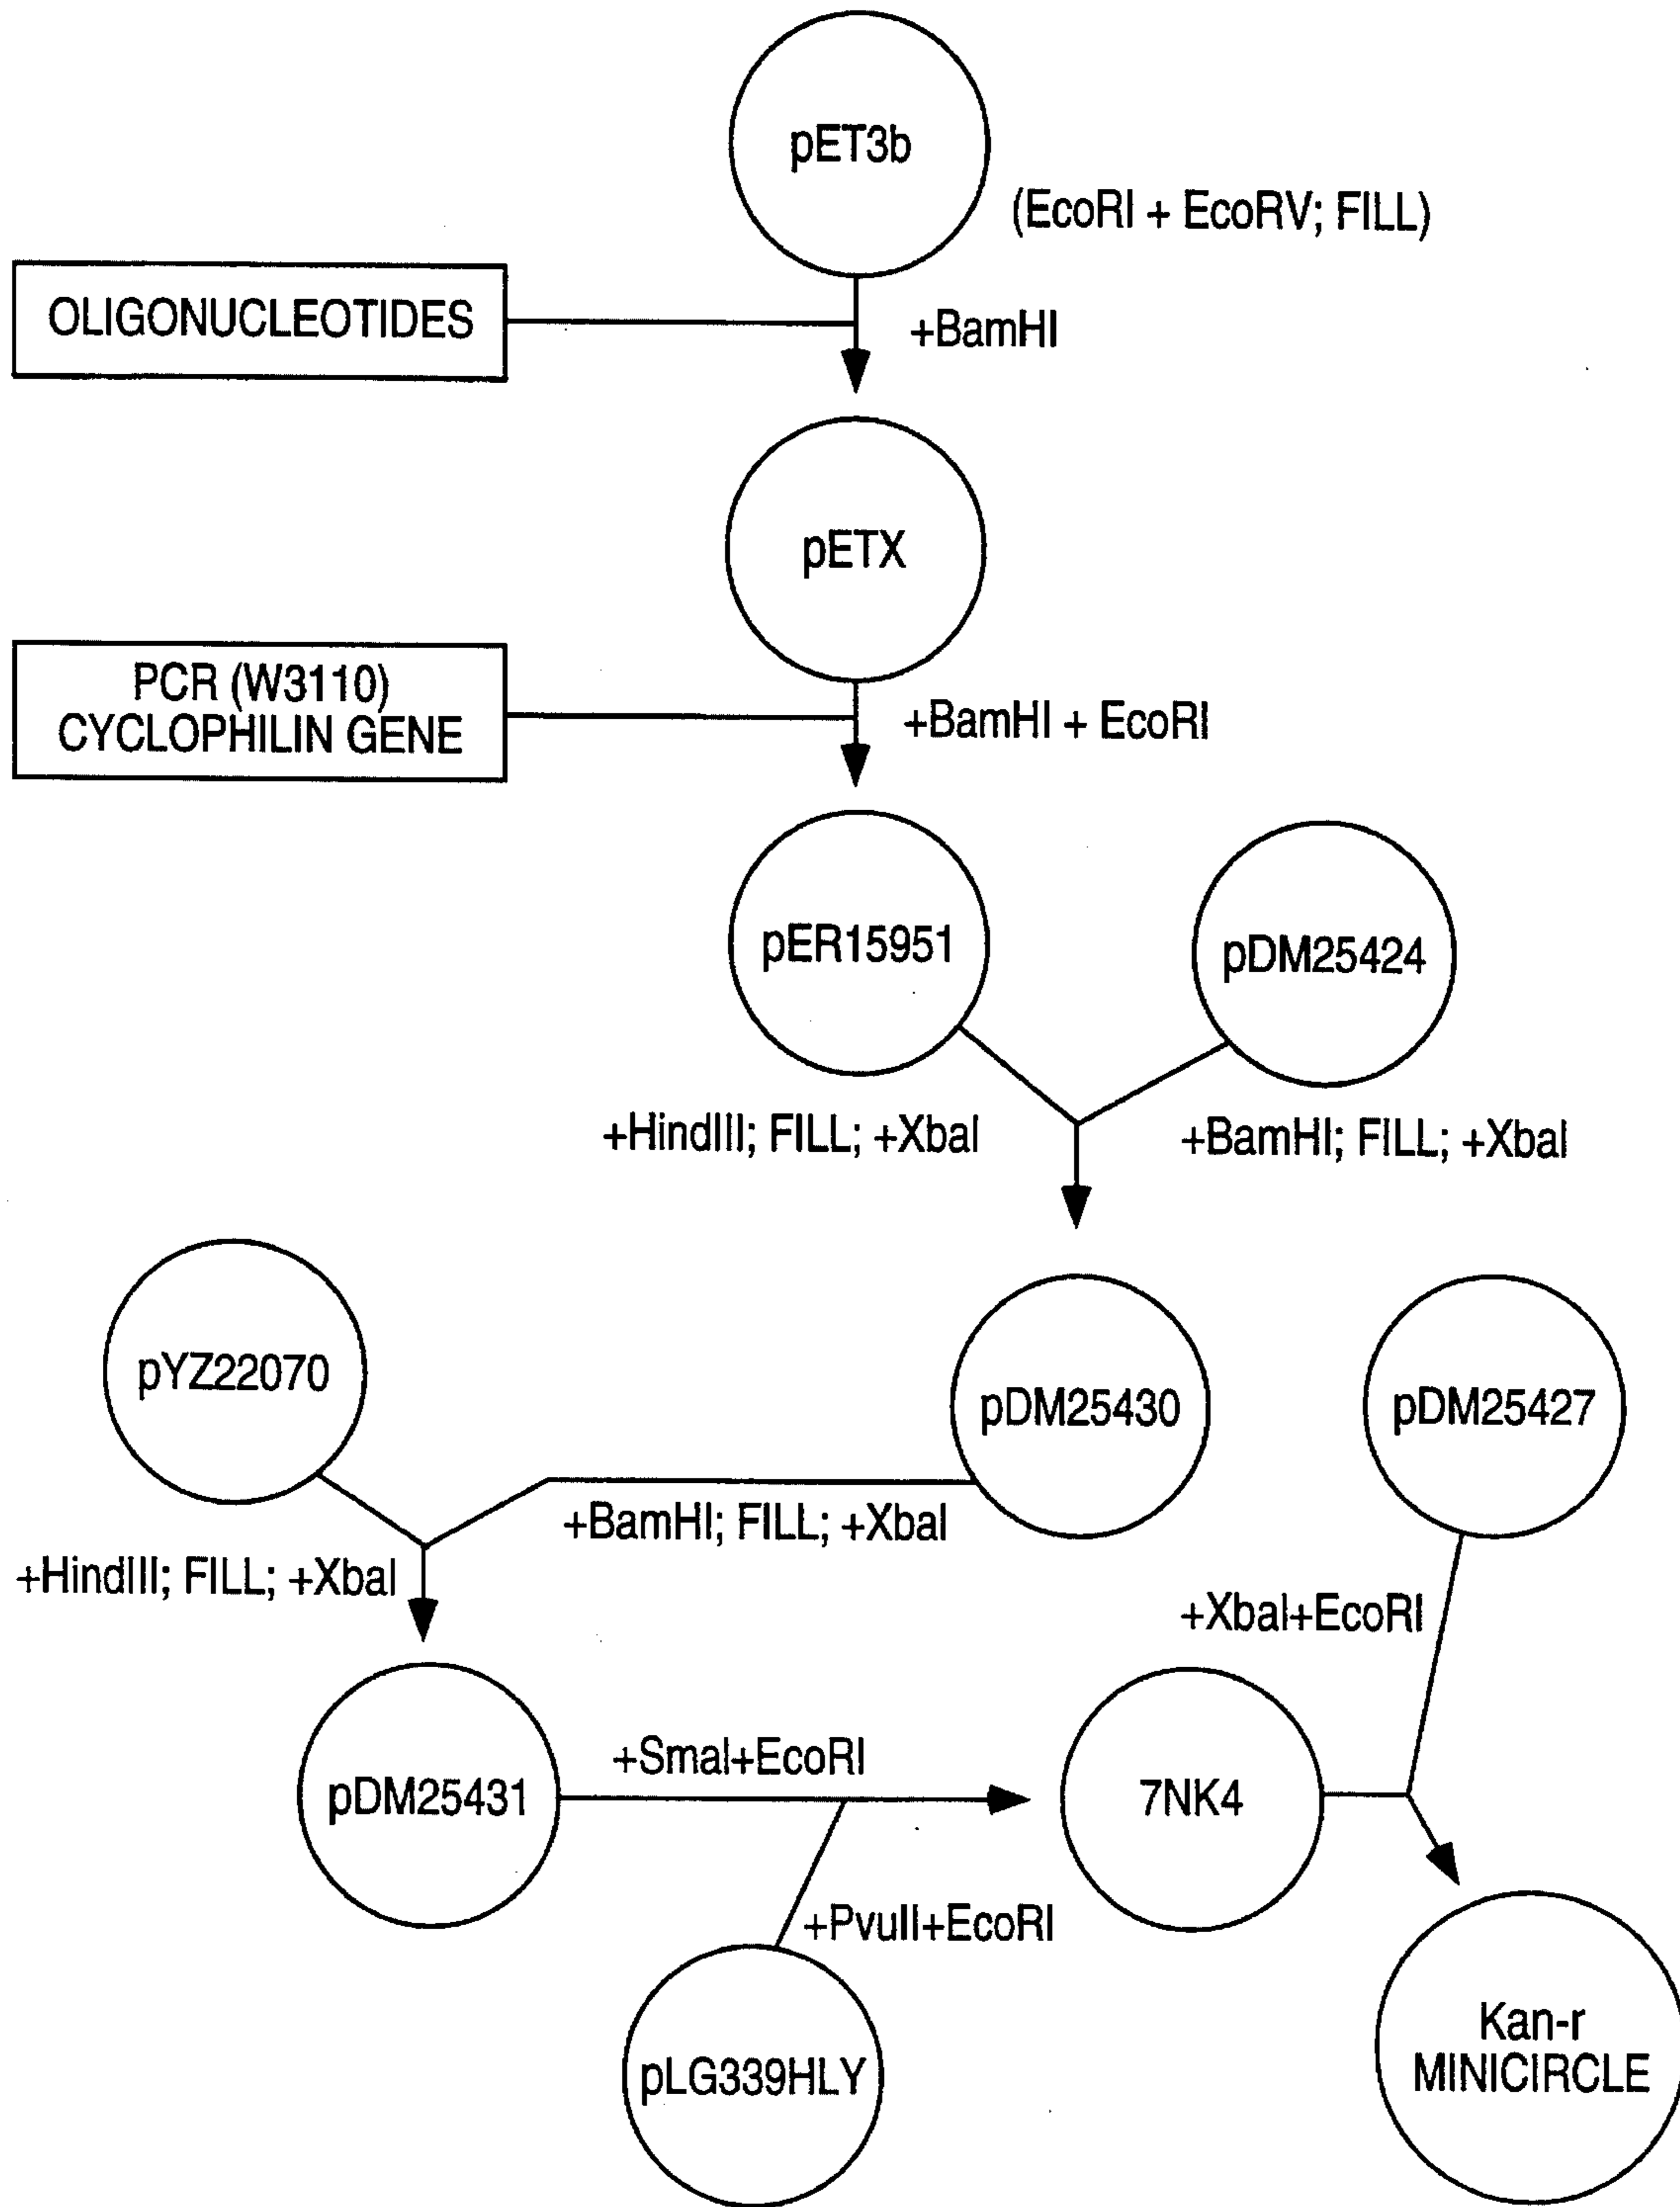 pET3b
(EcoRI + EcoRV; FILL)
OLIGONUCLEOTIDES
+BamHI
pETX
PCR (W3110)
CYCLOPHILIN GENE
+BamHI + EcoRI
pER15951
pDM25424
+HindIII; FILL; +XbaI
+BamHI; FILL; +XbaI
pYZ22070
pDM25430
pDM25427
+BamHI; FILL; +XbaI
+HindIII; FILL; +XbaI
+XbaI+EcoRI
pDM25431
+SmaI+EcoRI
7NK4
+PvuII+EcoRI
pLG339HLY
Kan-r
MINICIRCLE